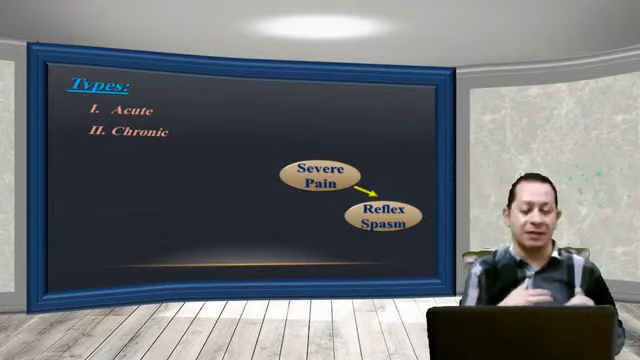 Types:
I. Acute
II. Chronic
Severe
Pain
Reflex
Spasm